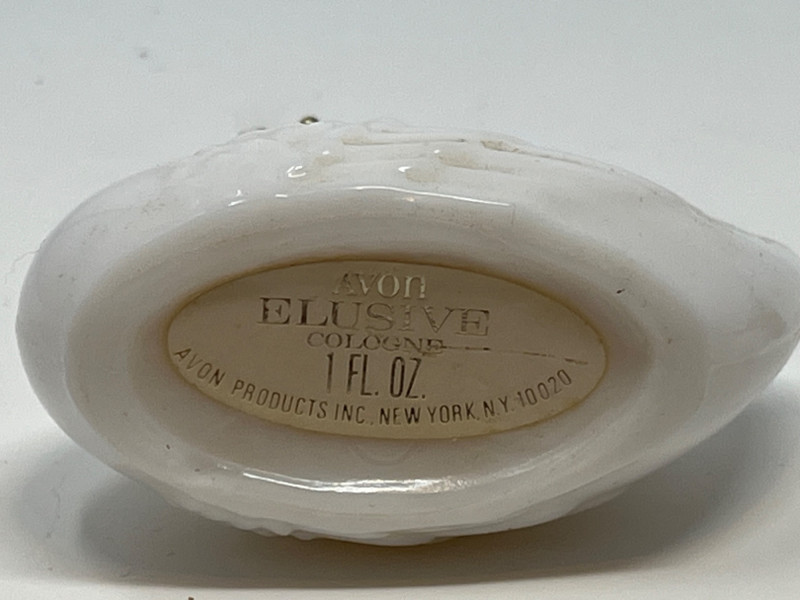 AVON
ELUSIVE
COLOGNE
1 FL. OZ.
AVON PRODUCTS INC., NEW YORK, N.Y. 10020